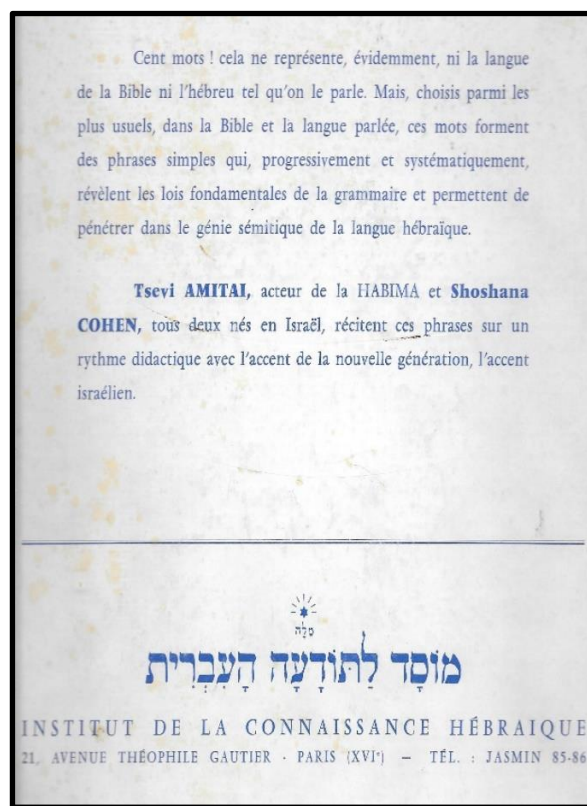 Cent mots ! cela ne représente, évidemment, ni la langue
de la Bible ni l'hébreu tel qu'on le parle. Mais, choisis parmi les
plus usuels, dans la Bible et la langue parlée, ces mots forment
des phrases simples qui, progressivement et systématiquement,
révèlent les lois fondamentales de la grammaire et permettent de
pénétrer dans le génie sémitique de la langue hébraïque.
Tsevi AMITAI, acteur de la HABIMA et Shoshana
COHEN, tous deux nés en Israël, récitent ces phrases sur un
rythme didactique avec l'accent de la nouvelle génération, l'accent
israélien.
מוֹסָד לַתּוֹדָעָה הָעִבְרִית
INSTITUT DE LA CONNAISSANCE HÉBRAIQUE
21, AVENUE THÉOPHILE GAUTIER · PARIS (XVIᵉ) — TÉL. : JASMIN 85-86